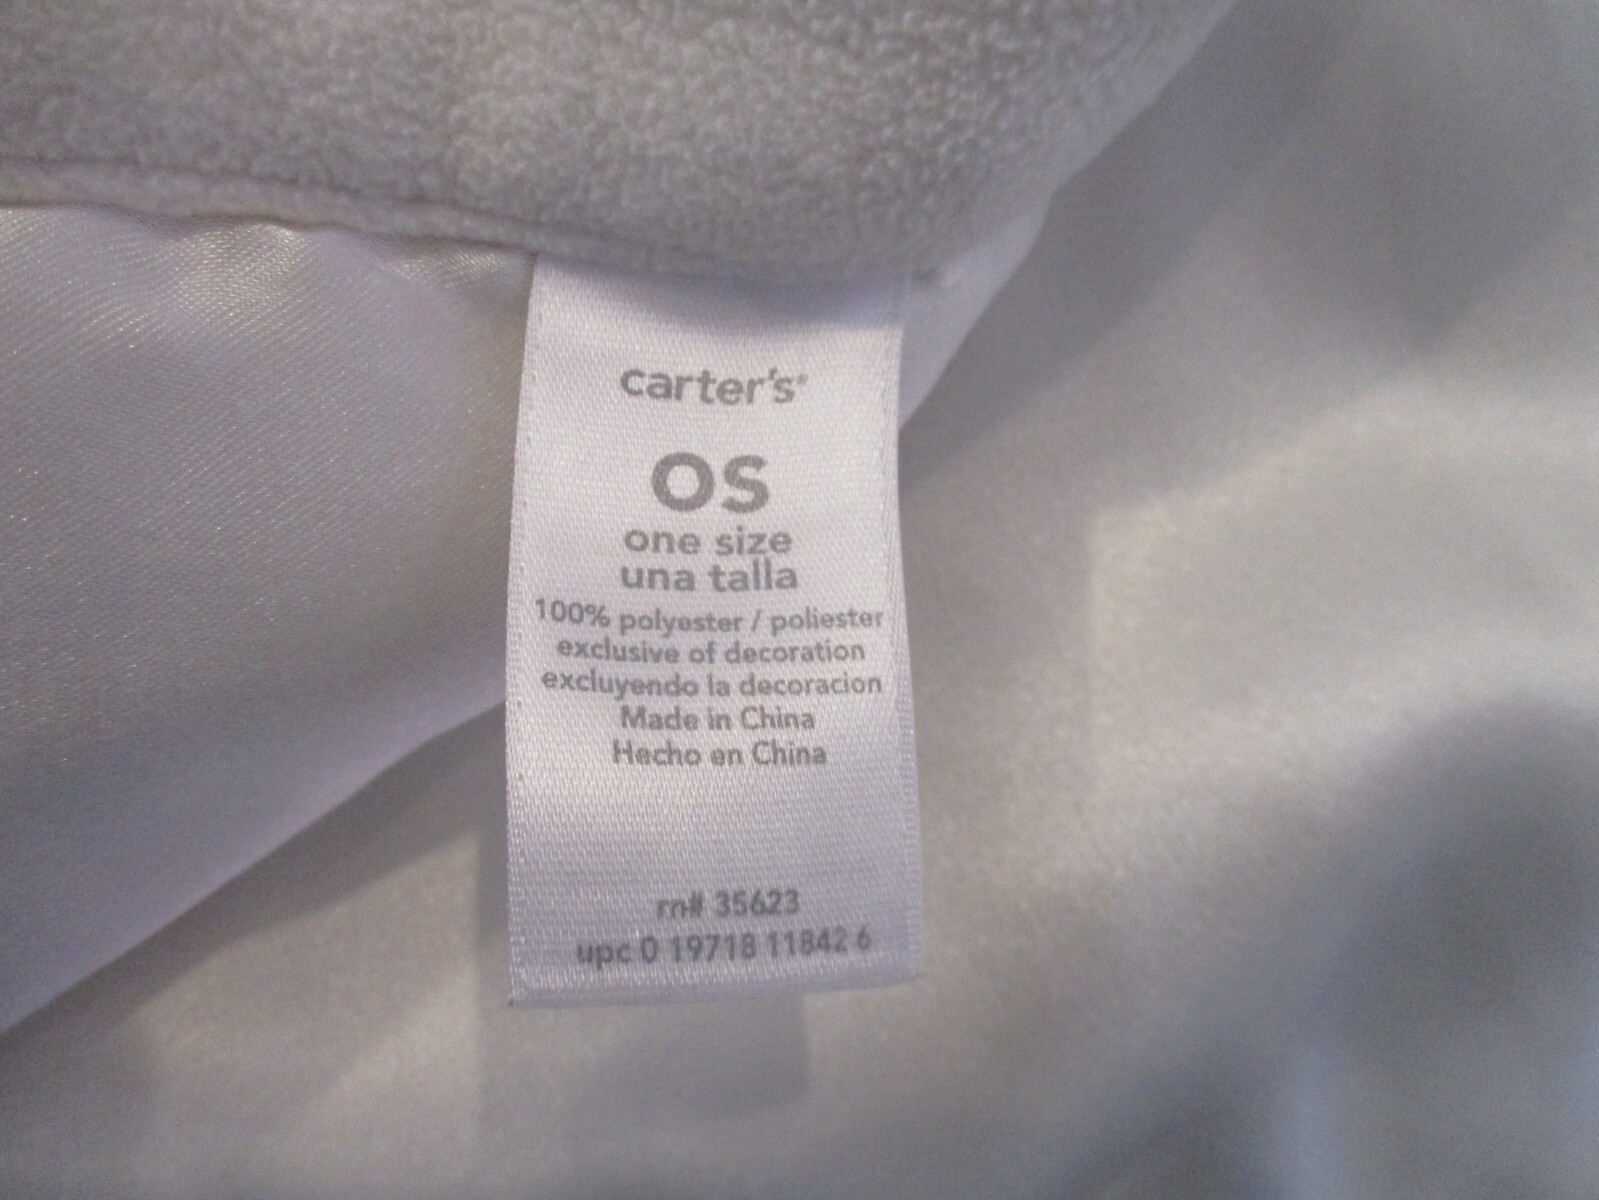 carter's®
OS
one size
una talla
100% polyester / poliester
exclusive of decoration
excluyendo la decoracion
Made in China
Hecho en China
rn# 35623
upc 0 19718 11842 6